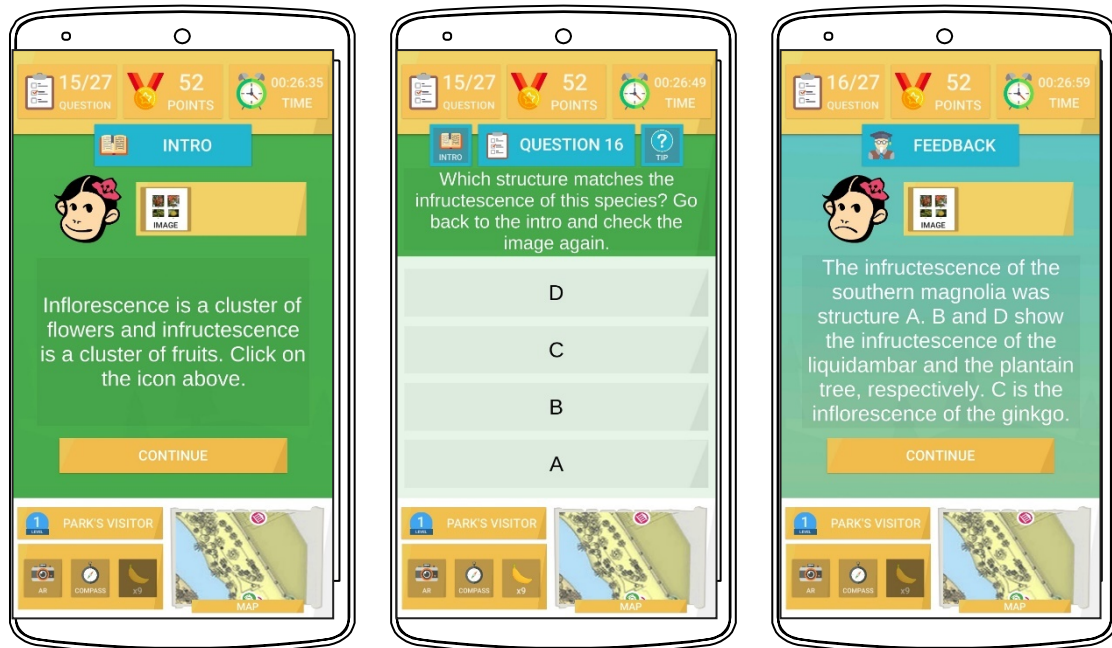 15/27
QUESTION
52
POINTS
00:26:35
TIME
INTRO
IMAGE
Inflorescence is a cluster of
flowers and infructescence
is a cluster of fruits. Click on
the icon above.
CONTINUE
1
LEVEL
PARK'S VISITOR
AR
COMPASS
x9
MAP
15/27
QUESTION
52
POINTS
00:26:49
TIME
INTRO
QUESTION 16
TIP
Which structure matches the
infructescence of this species? Go
back to the intro and check the
image again.
D
C
B
A
1
LEVEL
PARK'S VISITOR
AR
COMPASS
x9
MAP
16/27
QUESTION
52
POINTS
00:26:59
TIME
FEEDBACK
IMAGE
The infructescence of the
southern magnolia was
structure A. B and D show
the infructescence of the
liquidambar and the plantain
tree, respectively. C is the
inflorescence of the ginkgo.
CONTINUE
1
LEVEL
PARK'S VISITOR
AR
COMPASS
x9
MAP